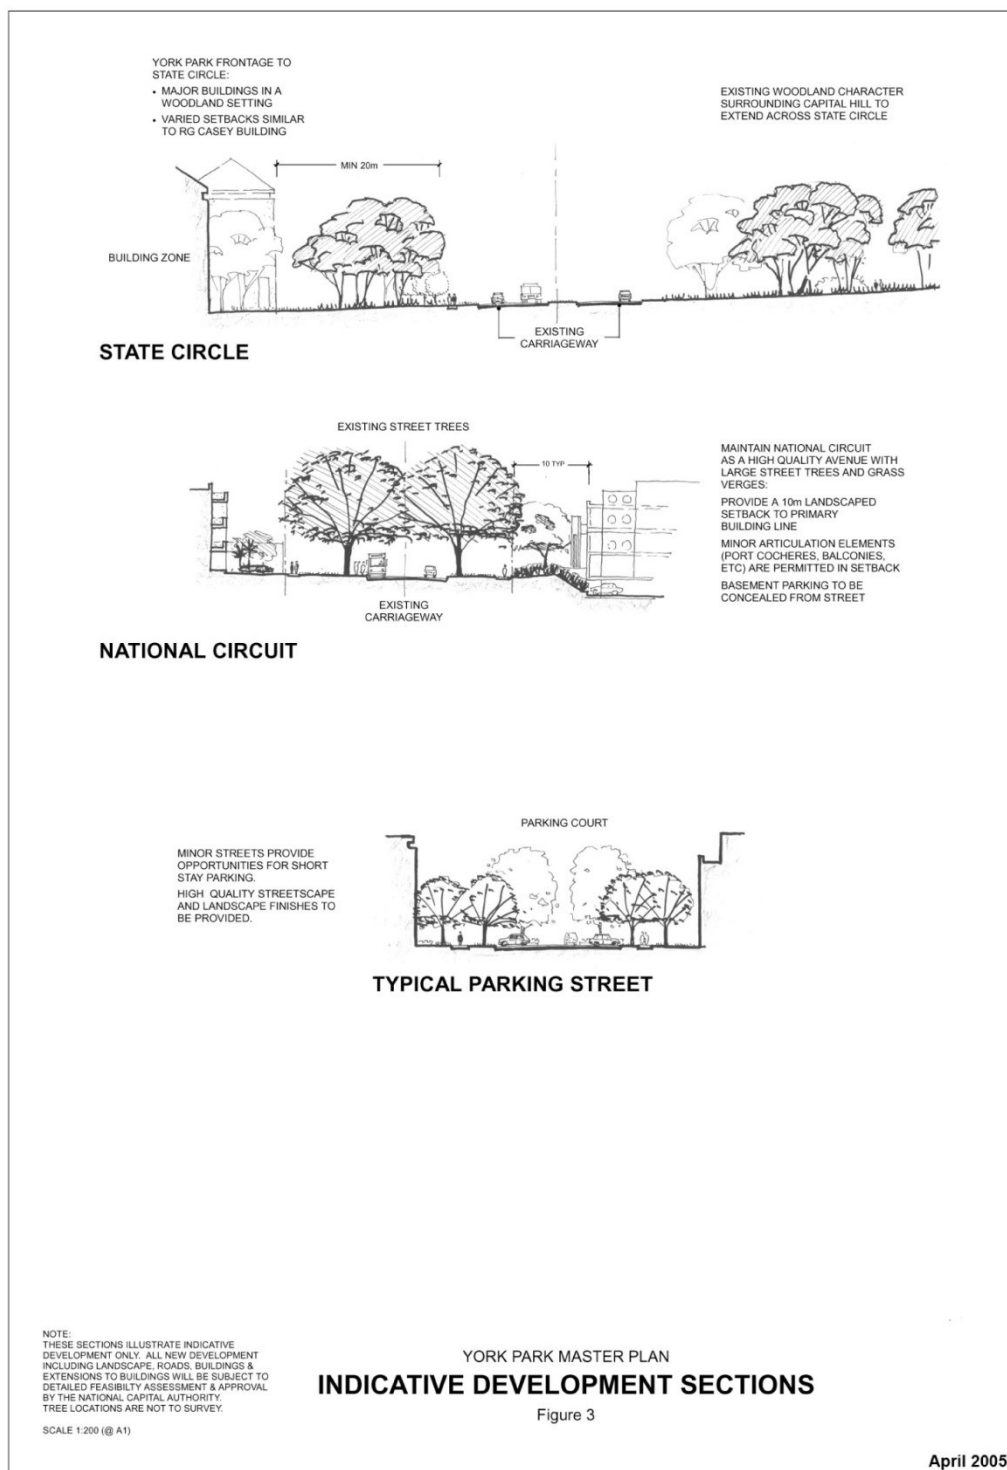 YORK PARK FRONTAGE TO
STATE CIRCLE:
• MAJOR BUILDINGS IN A
WOODLAND SETTING
• VARIED SETBACKS SIMILAR
TO RG CASEY BUILDING
EXISTING WOODLAND CHARACTER
SURROUNDING CAPITAL HILL TO
EXTEND ACROSS STATE CIRCLE
MIN 20m
BUILDING ZONE
EXISTING
CARRIAGEWAY
STATE CIRCLE
EXISTING STREET TREES
10 TYP
MAINTAIN NATIONAL CIRCUIT
AS A HIGH QUALITY AVENUE WITH
LARGE STREET TREES AND GRASS
VERGES:
PROVIDE A 10m LANDSCAPED
SETBACK TO PRIMARY
BUILDING LINE
MINOR ARTICULATION ELEMENTS
(PORT COCHERES, BALCONIES,
ETC) ARE PERMITTED IN SETBACK
BASEMENT PARKING TO BE
CONCEALED FROM STREET
EXISTING
CARRIAGEWAY
NATIONAL CIRCUIT
PARKING COURT
MINOR STREETS PROVIDE
OPPORTUNITIES FOR SHORT
STAY PARKING.
HIGH QUALITY STREETSCAPE
AND LANDSCAPE FINISHES TO
BE PROVIDED.
TYPICAL PARKING STREET
NOTE:
THESE SECTIONS ILLUSTRATE INDICATIVE
DEVELOPMENT ONLY. ALL NEW DEVELOPMENT
INCLUDING LANDSCAPE, ROADS, BUILDINGS &
EXTENSIONS TO BUILDINGS WILL BE SUBJECT TO
DETAILED FEASIBILTY ASSESSMENT & APPROVAL
BY THE NATIONAL CAPITAL AUTHORITY.
TREE LOCATIONS ARE NOT TO SURVEY.
SCALE 1:200 (@ A1)
YORK PARK MASTER PLAN
INDICATIVE DEVELOPMENT SECTIONS
Figure 3
April 2005